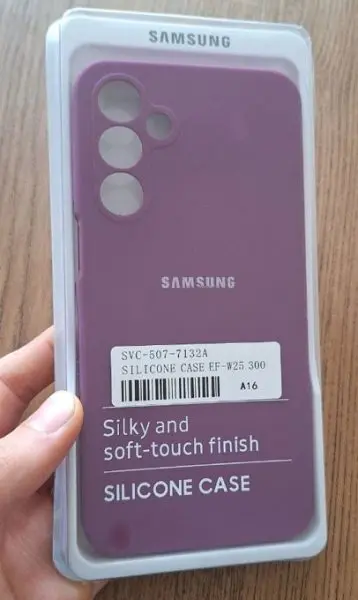 SAMSUNG
SAMSUNG
SVC-507-7132A
SILICONE CASE EF-W25 300
A16
Silky and
soft-touch finish
SILICONE CASE